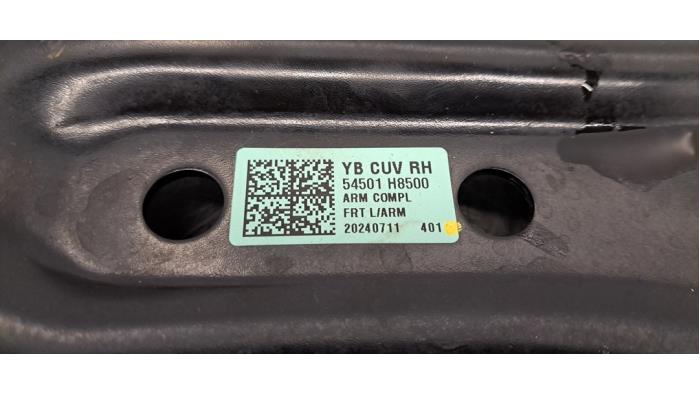 YB CUV RH
54501 H8500
ARM COMPL
FRT L/ARM
20240711 401